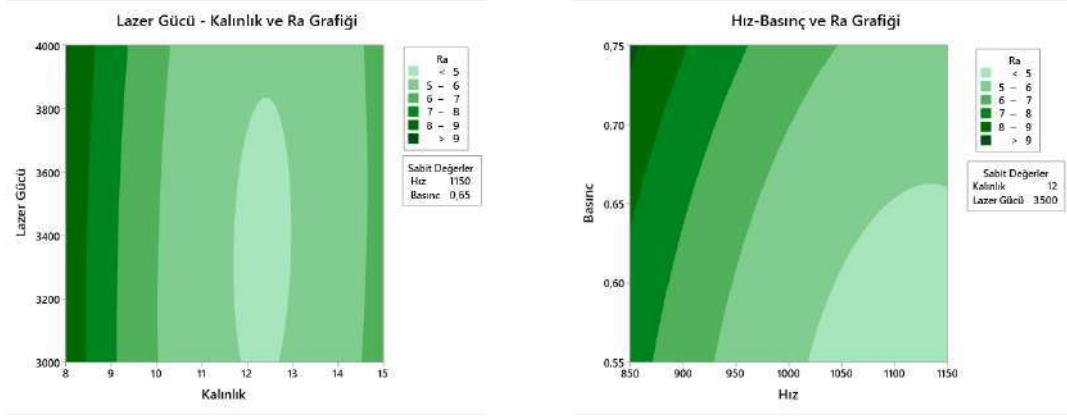 Lazer Gücü - Kalınlık ve Ra Grafiği
4000
3800
3600
3400
3200
3000
Lazer Gücü
8 9 10 11 12 13 14 15
Kalınlık
Ra
< 5
5 – 6
6 – 7
7 – 8
8 – 9
> 9
Sabit Değerler
Hız 1150
Basınc 0,65
Hız-Basınç ve Ra Grafiği
0,75
0,70
0,65
0,60
0,55
Basınc
850 900 950 1000 1050 1100 1150
Hız
Ra
< 5
5 – 6
6 – 7
7 – 8
8 – 9
> 9
Sabit Değerler
Kalınlık 12
Lazer Gücü 3500